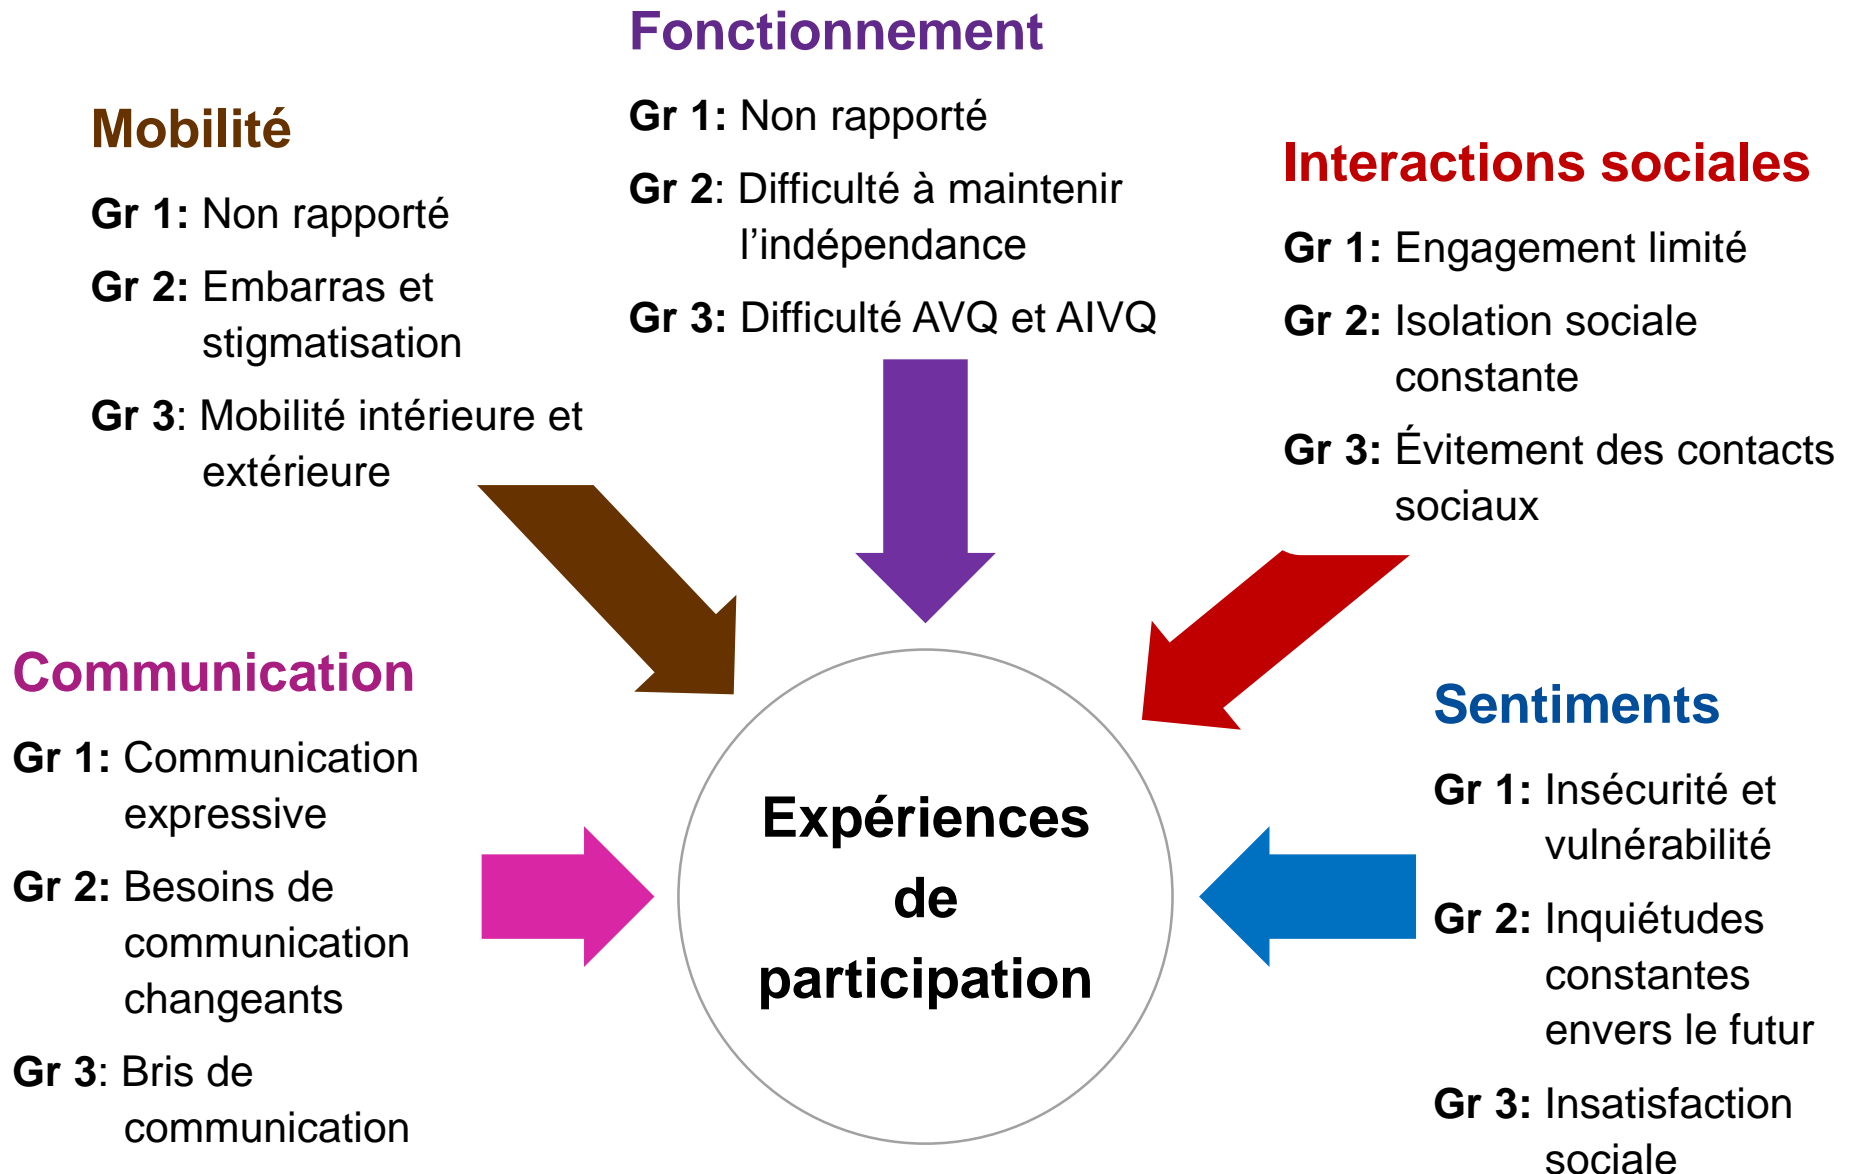 Fonctionnement
Gr 1: Non rapporté
Gr 2: Difficulté à maintenir
l’indépendance
Gr 3: Difficulté AVQ et AIVQ
Mobilité
Gr 1: Non rapporté
Gr 2: Embarras et
stigmatisation
Gr 3: Mobilité intérieure et
extérieure
Interactions sociales
Gr 1: Engagement limité
Gr 2: Isolation sociale
constante
Gr 3: Évitement des contacts
sociaux
Communication
Gr 1: Communication
expressive
Gr 2: Besoins de
communication
changeants
Gr 3: Bris de
communication
Expériences
de
participation
Sentiments
Gr 1: Insécurité et
vulnérabilité
Gr 2: Inquiétudes
constantes
envers le futur
Gr 3: Insatisfaction
sociale